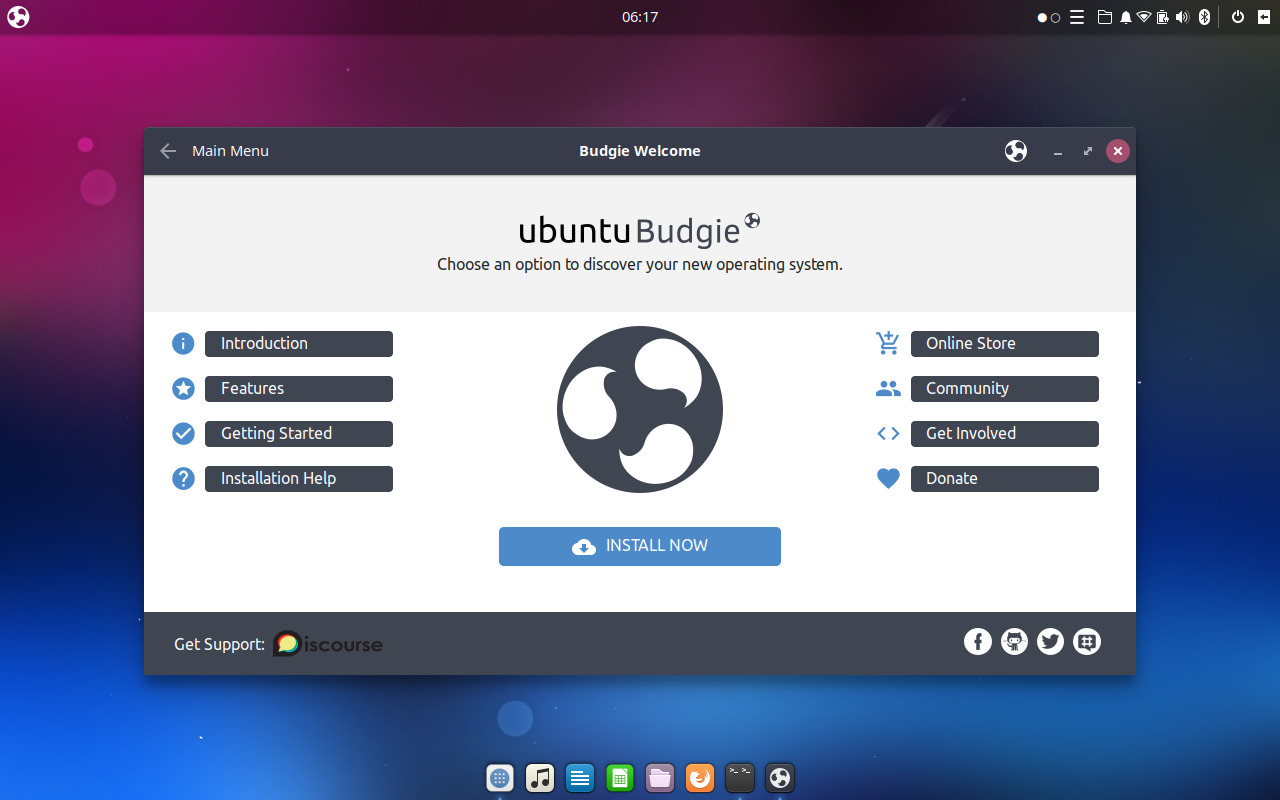 06:17
Main Menu
Budgie Welcome
ubuntu Budgie
Choose an option to discover your new operating system.
Introduction
Features
Getting Started
Installation Help
Online Store
Community
Get Involved
Donate
INSTALL NOW
Get Support: Discourse